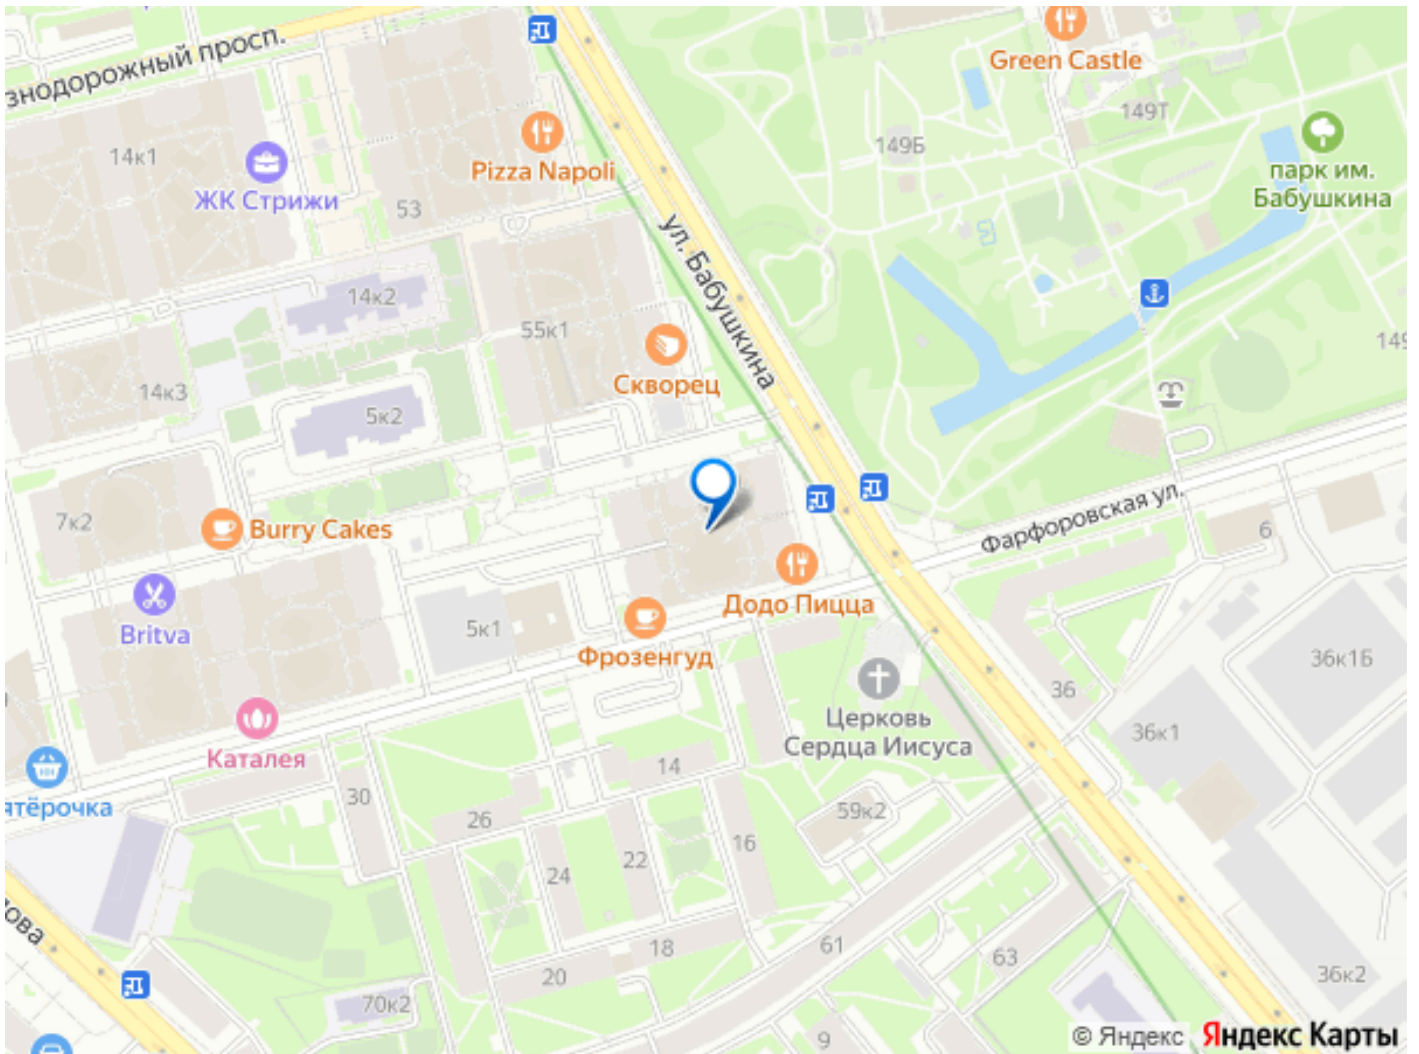 знодорожный просп.
Green Castle
149Т
14к1
Pizza Napoli
149Б
парк им.
Бабушкина
ЖК Стрижи
53
ул. Бабушкина
14к2
55к1
149
Скворец
14к3
5к2
7к2
Burry Cakes
Фарфоровская ул.
6
Britva
5к1
Додо Пицца
Фрозенгуд
36к1Б
36
Церковь
Сердца Иисуса
36к1
Каталея
14
30
ятёрочка
26
59к2
16
22
24
ова
18
61
63
20
70к2
36к2
9
© Яндекс
Яндекс Карты